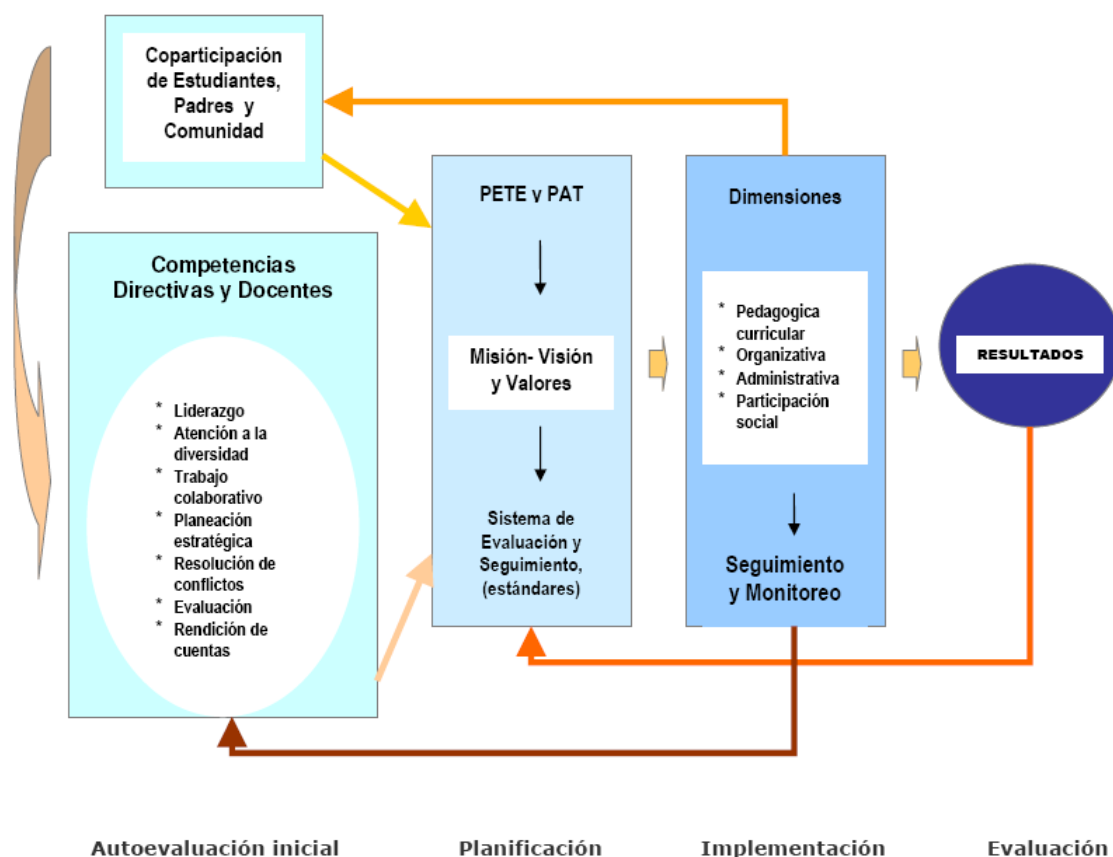 Coparticipación
de Estudiantes,
Padres y
Comunidad
Competencias
Directivas y Docentes
* Liderazgo
* Atención a la
diversidad
* Trabajo
colaborativo
* Planeación
estratégica
* Resolución de
conflictos
* Evaluación
* Rendición de
cuentas
PETE y PAT
Misión- Visión
y Valores
Sistema de
Evaluación y
Seguimiento,
(estándares)
Dimensiones
* Pedagogica
curricular
* Organizativa
* Administrativa
* Participación
social
Seguimiento
y Monitoreo
RESULTADOS
Autoevaluación inicial
Planificación
Implementación
Evaluación